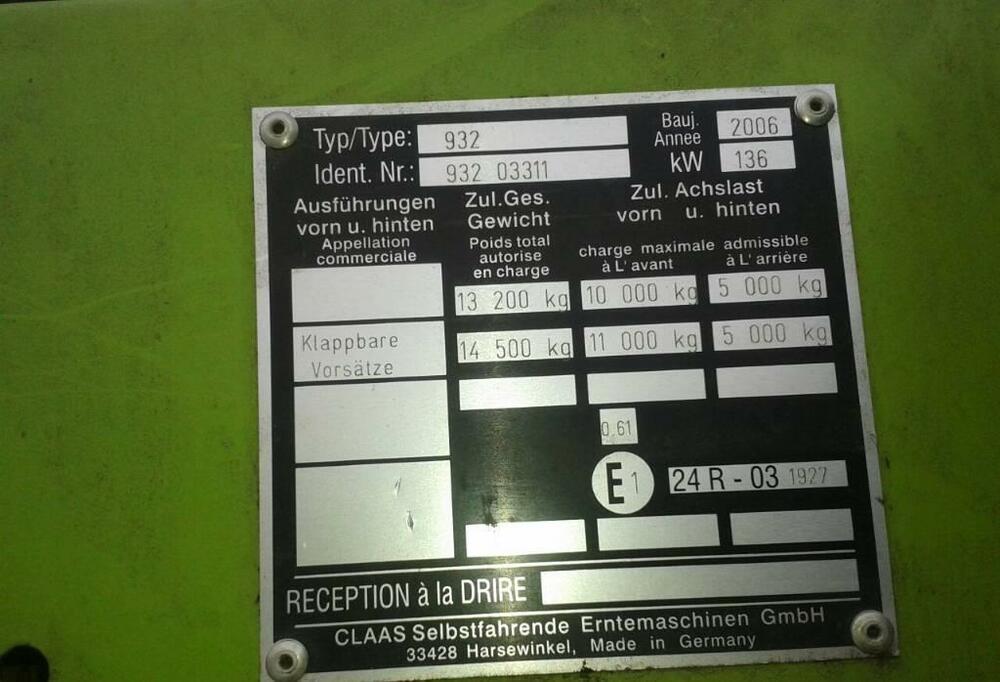 Typ/Type: 932
Bauj. Annee 2006
Ident. Nr.: 932 03311
kW 136
Ausführungen vorn u. hinten
Appellation commerciale
Zul.Ges. Gewicht
Poids total autorise en charge
Zul. Achslast
vorn u. hinten
charge maximale admissible
à L' avant à L' arrière
13 200 kg 10 000 kg 5 000 kg
Klappbare Vorsätze 14 500 kg 11 000 kg 5 000 kg
0.61
E 1 24 R - 03 1927
RECEPTION à la DRIRE
CLAAS Selbstfahrende Erntemaschinen GmbH
33428 Harsewinkel, Made in Germany